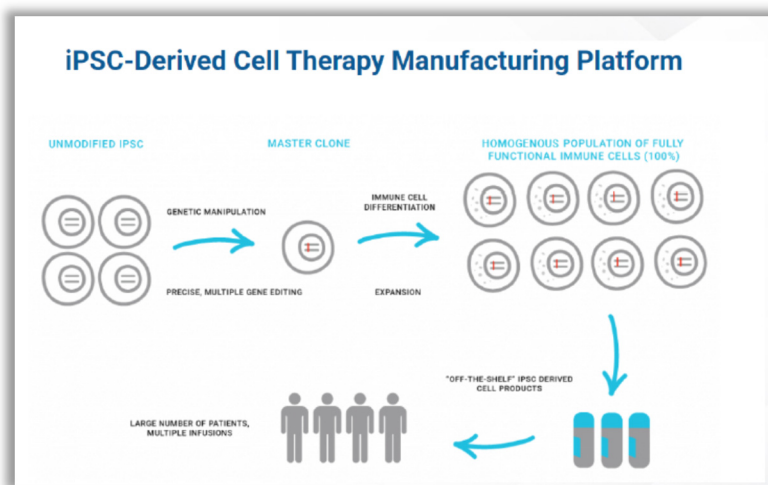 iPSC-Derived Cell Therapy Manufacturing Platform
UNMODIFIED IPSC
MASTER CLONE
HOMOGENOUS POPULATION OF FULLY
FUNCTIONAL IMMUNE CELLS (100%)
GENETIC MANIPULATION
PRECISE, MULTIPLE GENE EDITING
IMMUNE CELL
DIFFERENTIATION
EXPANSION
"OFF-THE-SHELF" IPSC DERIVED
CELL PRODUCTS
LARGE NUMBER OF PATIENTS,
MULTIPLE INFUSIONS